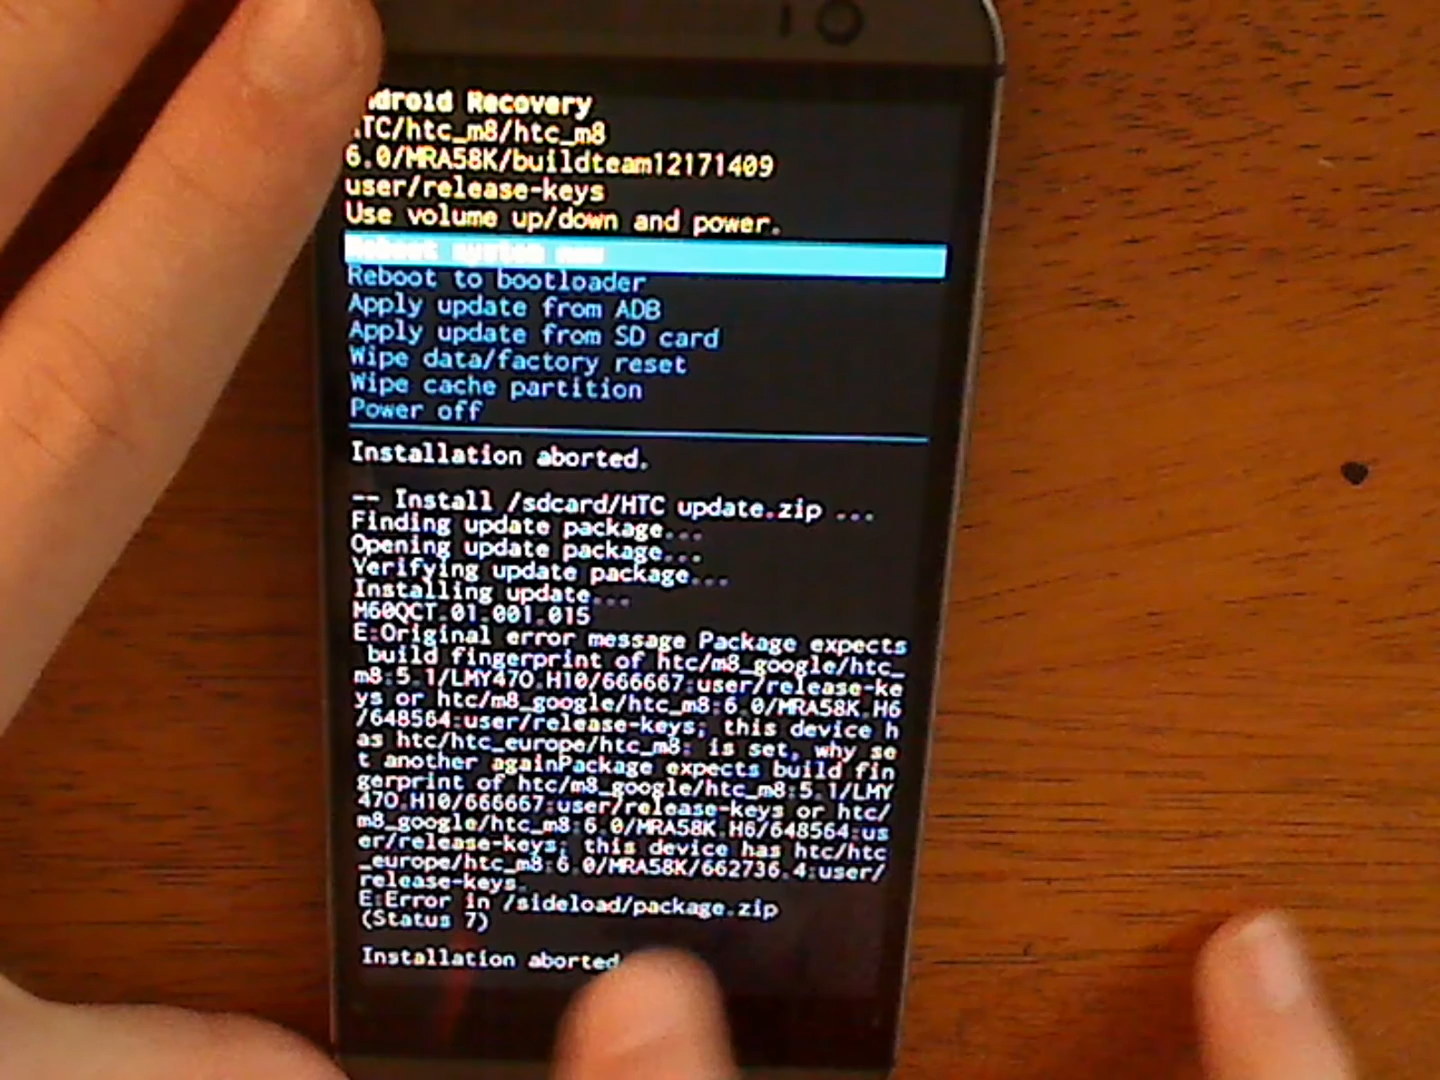 ndroid Recovery
TC/htc_m8/htc_m8
6.0/MRA58K/buildteam12171409
user/release-keys
Use volume up/down and power.
Reboot system now
Reboot to bootloader
Apply update from ADB
Apply update from SD card
Wipe data/factory reset
Wipe cache partition
Power off
Installation aborted.
-- Install /sdcard/HTC update.zip ...
Finding update package...
Opening update package...
Verifying update package...
Installing update...
M60QCT.01.001.015
E:Original error message Package expects
build fingerprint of htc/m8_google/htc_
m8:5.1/LMY47O.H10/666667:user/release-ke
ys or htc/m8_google/htc_m8:6.0/MRA58K.H6
/648564:user/release-keys; this device h
as htc/htc_europe/htc_m8: is set, why se
t another againPackage expects build fin
gerprint of htc/m8_google/htc_m8:5.1/LMY
47O.H10/666667:user/release-keys or htc/
m8_google/htc_m8:6.0/MRA58K.H6/648564:us
er/release-keys; this device has htc/htc
_europe/htc_m8:6.0/MRA58K/662736.4:user/
release-keys.
E:Error in /sideload/package.zip
(Status 7)
Installation aborted